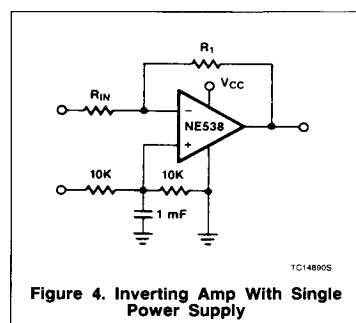 R1
VCC
RIN
−
NE538
+
10K
10K
1 mF
TC14890S
Figure 4. Inverting Amp With Single
Power Supply